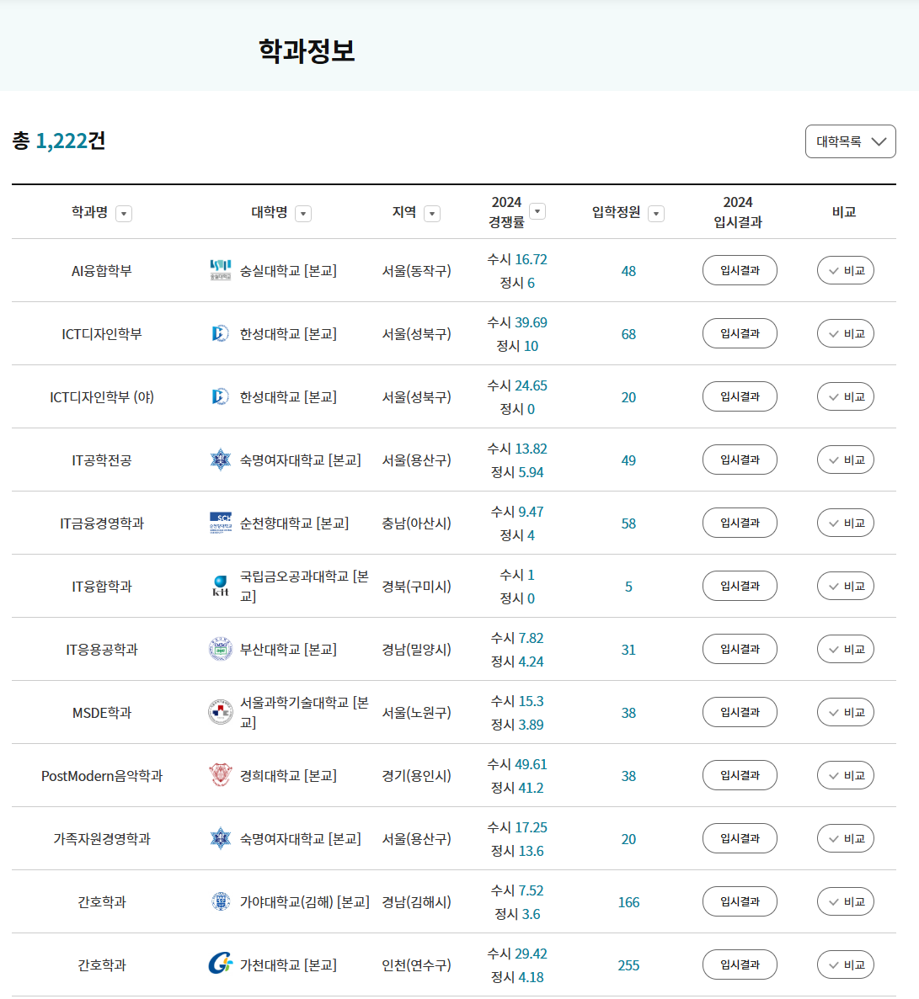 학과정보
총 1,222건
대학목록
학과명 대학명 지역 2024 경쟁률 입학정원 2024 입시결과 비교
AI융합학부 숭실대학교 [본교] 서울(동작구) 수시 16.72 48 입시결과 비교
정시 6
ICT디자인학부 한성대학교 [본교] 서울(성북구) 수시 39.69 68 입시결과 비교
정시 10
ICT디자인학부 (야) 한성대학교 [본교] 서울(성북구) 수시 24.65 20 입시결과 비교
정시 0
IT공학전공 숙명여자대학교 [본교] 서울(용산구) 수시 13.82 49 입시결과 비교
정시 5.94
IT금융경영학과 SCH 순천향대학교 [본교] 충남(아산시) 수시 9.47 58 입시결과 비교
정시 4
IT융합학과 kit 국립금오공과대학교 [본 경북(구미시) 수시 1 5 입시결과 비교
교] 정시 0
IT응용공학과 부산대학교 [본교] 경남(밀양시) 수시 7.82 31 입시결과 비교
정시 4.24
MSDE학과 서울과학기술대학교 [본 서울(노원구) 수시 15.3 38 입시결과 비교
교] 정시 3.89
PostModern음악학과 경희대학교 [본교] 경기(용인시) 수시 49.61 38 입시결과 비교
정시 41.2
가족자원경영학과 숙명여자대학교 [본교] 서울(용산구) 수시 17.25 20 입시결과 비교
정시 13.6
간호학과 가야대학교(김해) [본교] 경남(김해시) 수시 7.52 166 입시결과 비교
정시 3.6
간호학과 가천대학교 [본교] 인천(연수구) 수시 29.42 255 입시결과 비교
정시 4.18